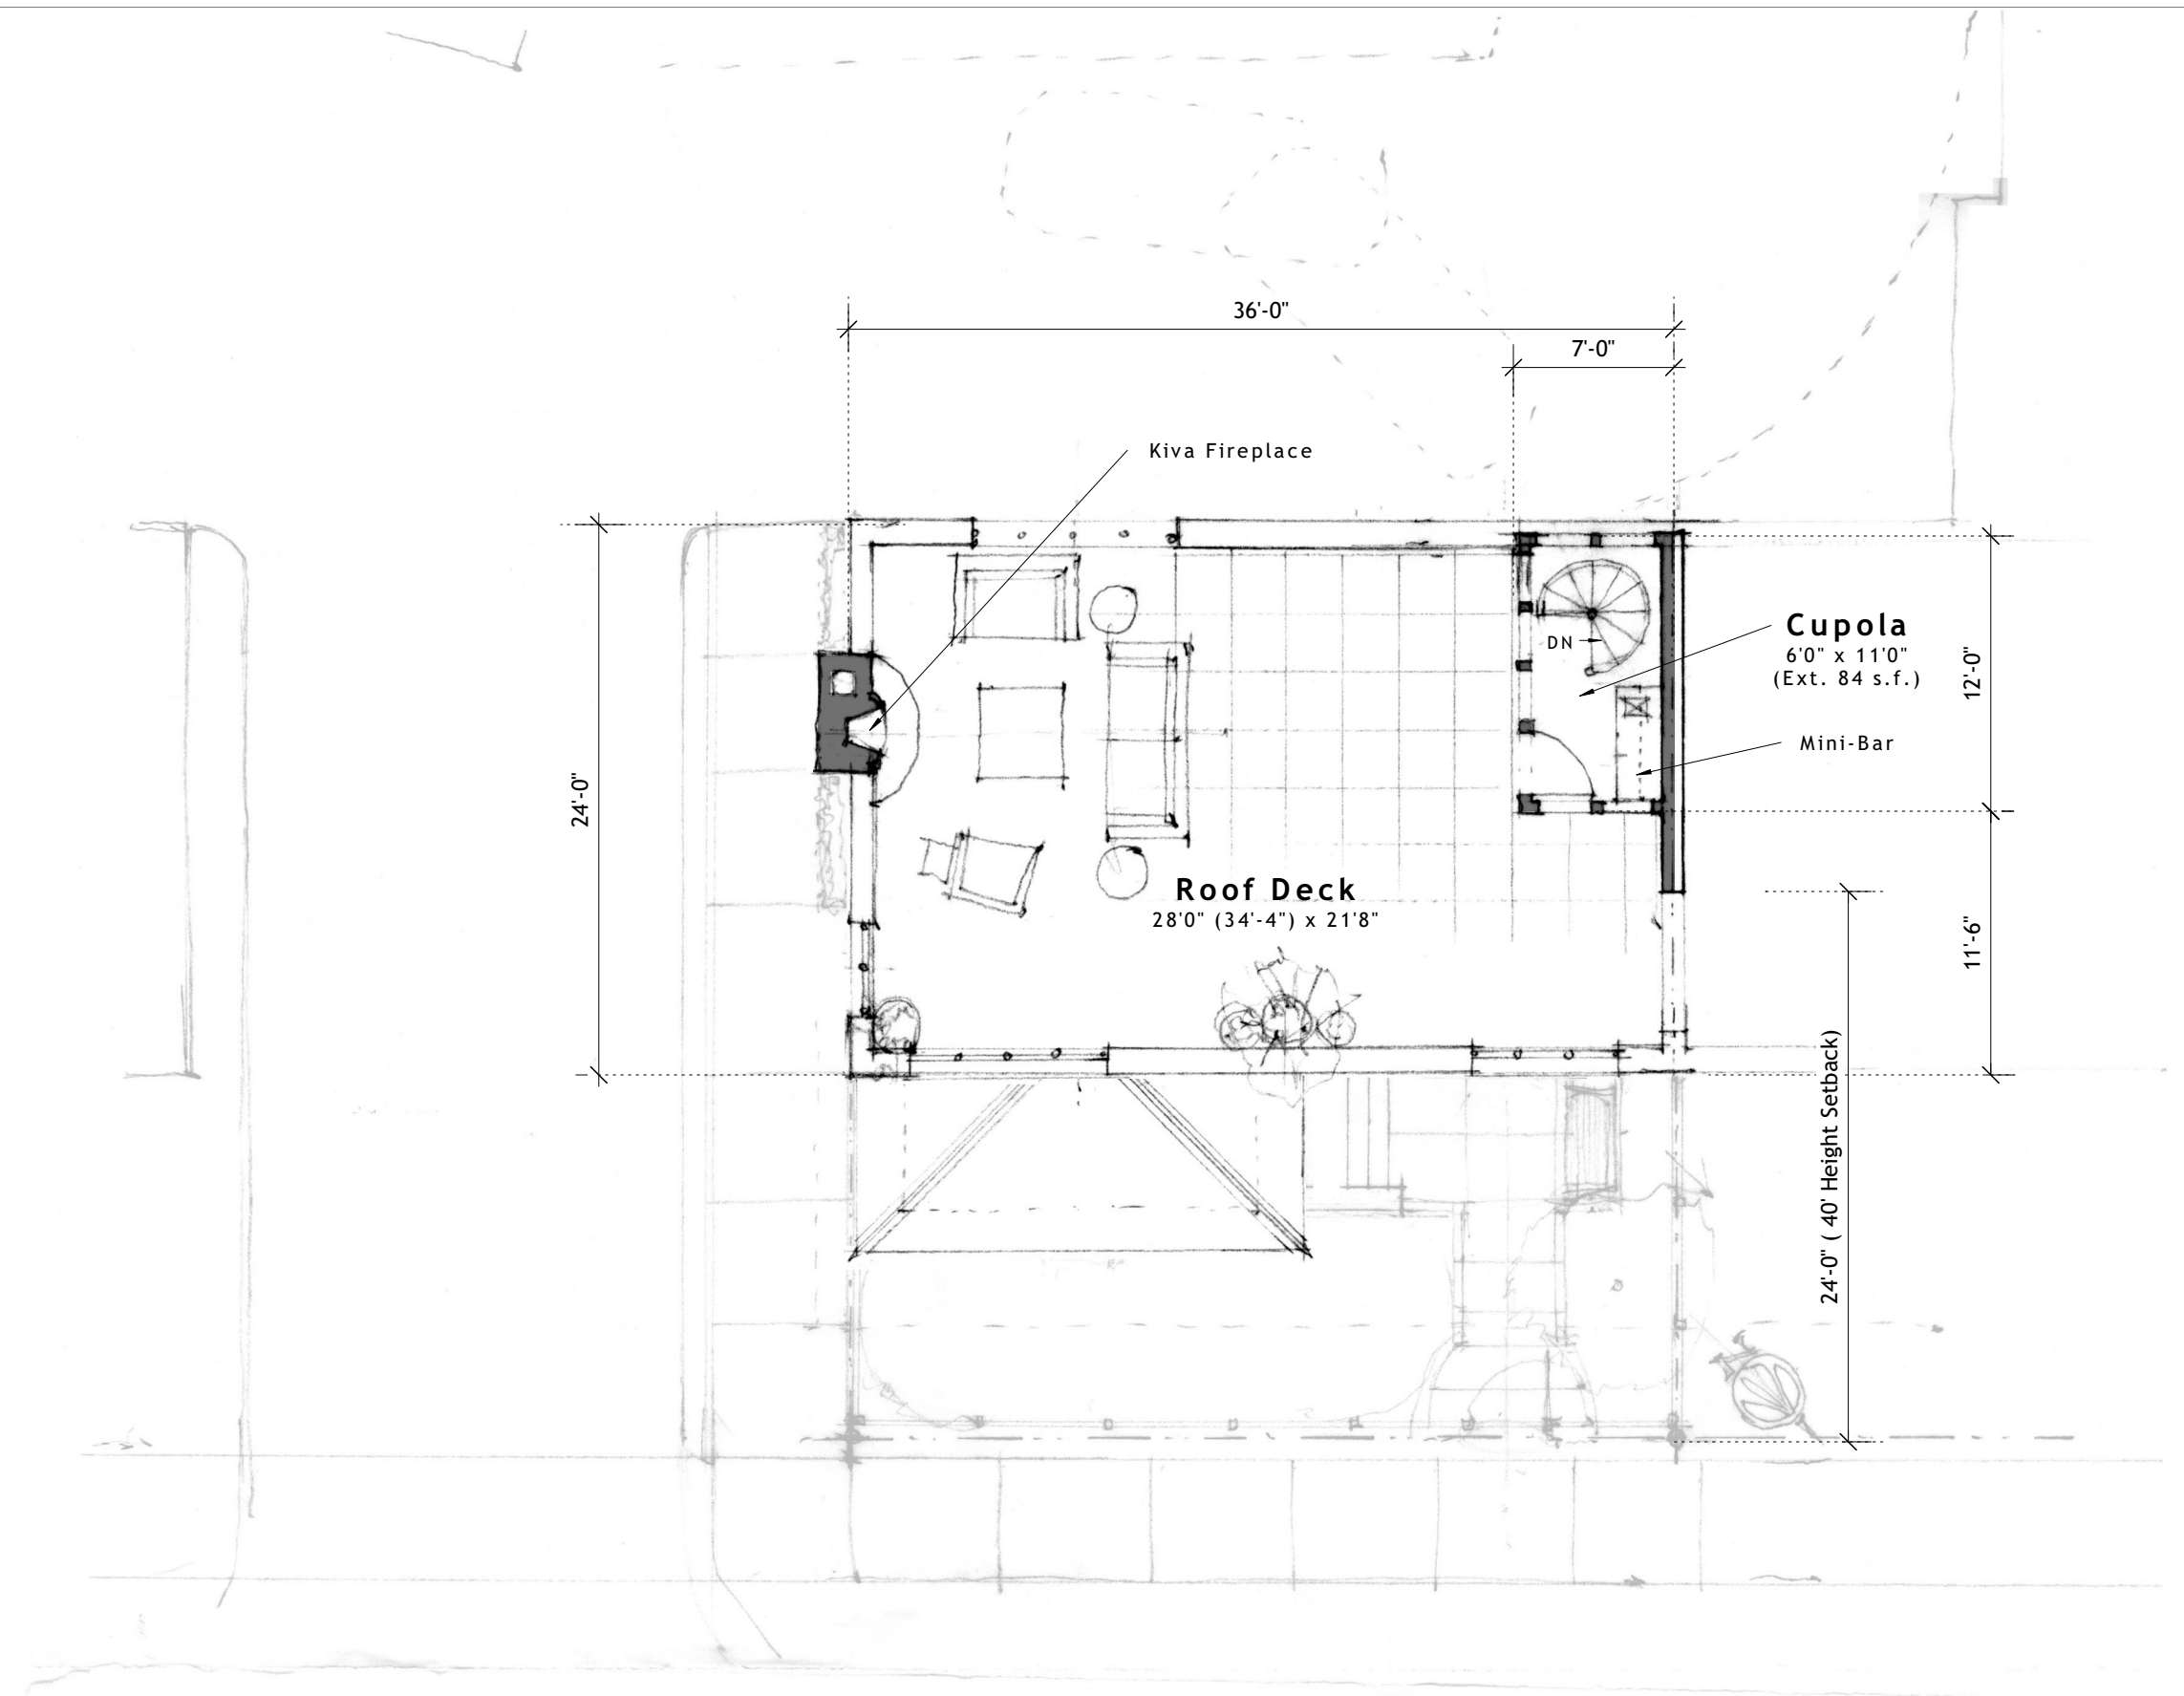 36'-0"
7'-0"
Kiva Fireplace
Cupola
6'0" x 11'0"
(Ext. 84 s.f.)
DN
12'-0"
Mini-Bar
24'-0"
Roof Deck
28'0" (34'-4") x 21'8"
11'-6"
24'-0" ( 40' Height Setback)